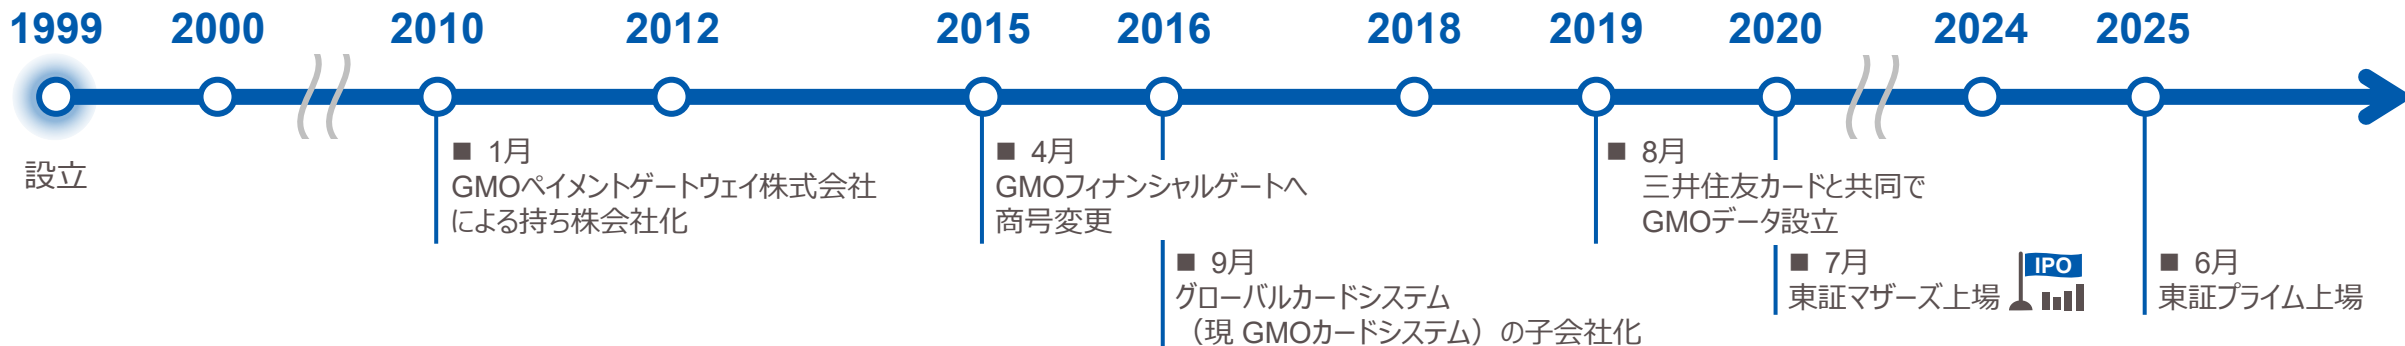 1999 2000 2010 2012 2015 2016 2018 2019 2020 2024 2025
設立
■ 1月
GMOペイメントゲートウェイ株式会社
による持ち株会社化
■ 4月
GMOフィナンシャルゲートへ
商号変更
■ 9月
グローバルカードシステム
（現 GMOカードシステム）の子会社化
■ 8月
三井住友カードと共同で
GMOデータ設立
■ 7月
東証マザーズ上場
IPO
■ 6月
東証プライム上場